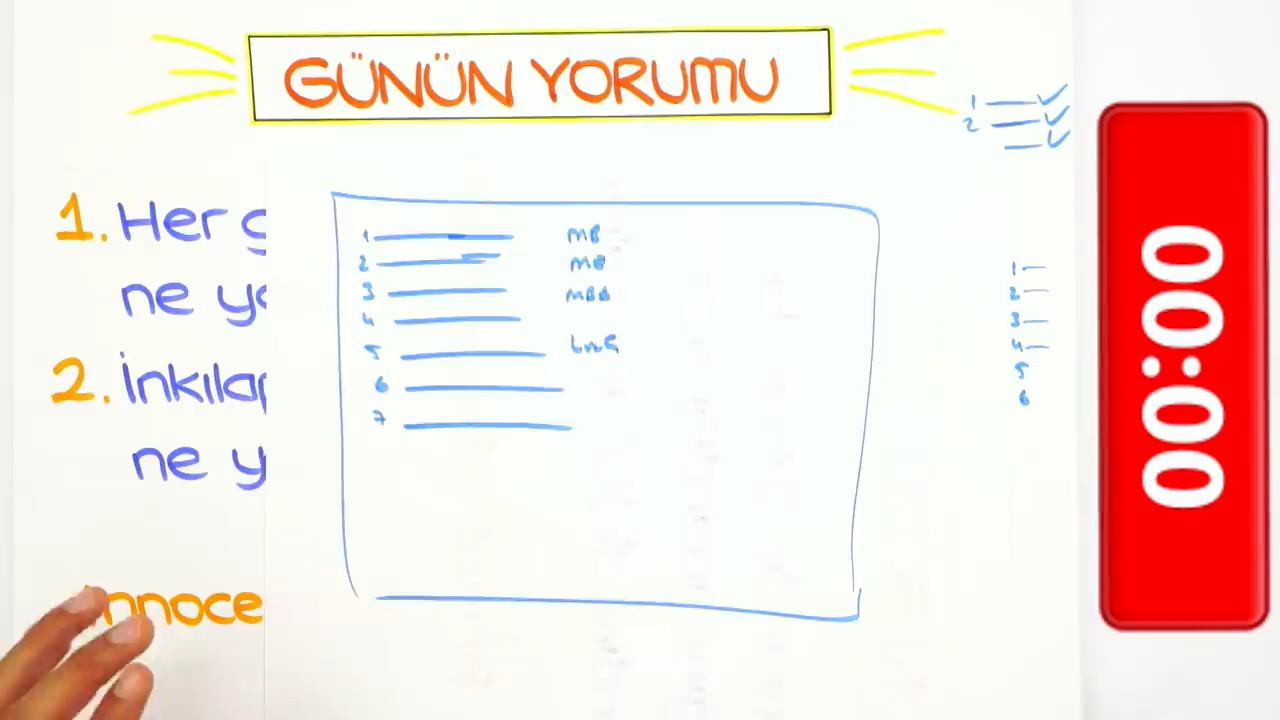 GÜNÜN YORUMU
1
2
1. Her
ne
2. İnkıla
ne y
innoce
1 MB
2 MB
3 MBB
4
5
6
7
1
2
3
4
5
6
00:00